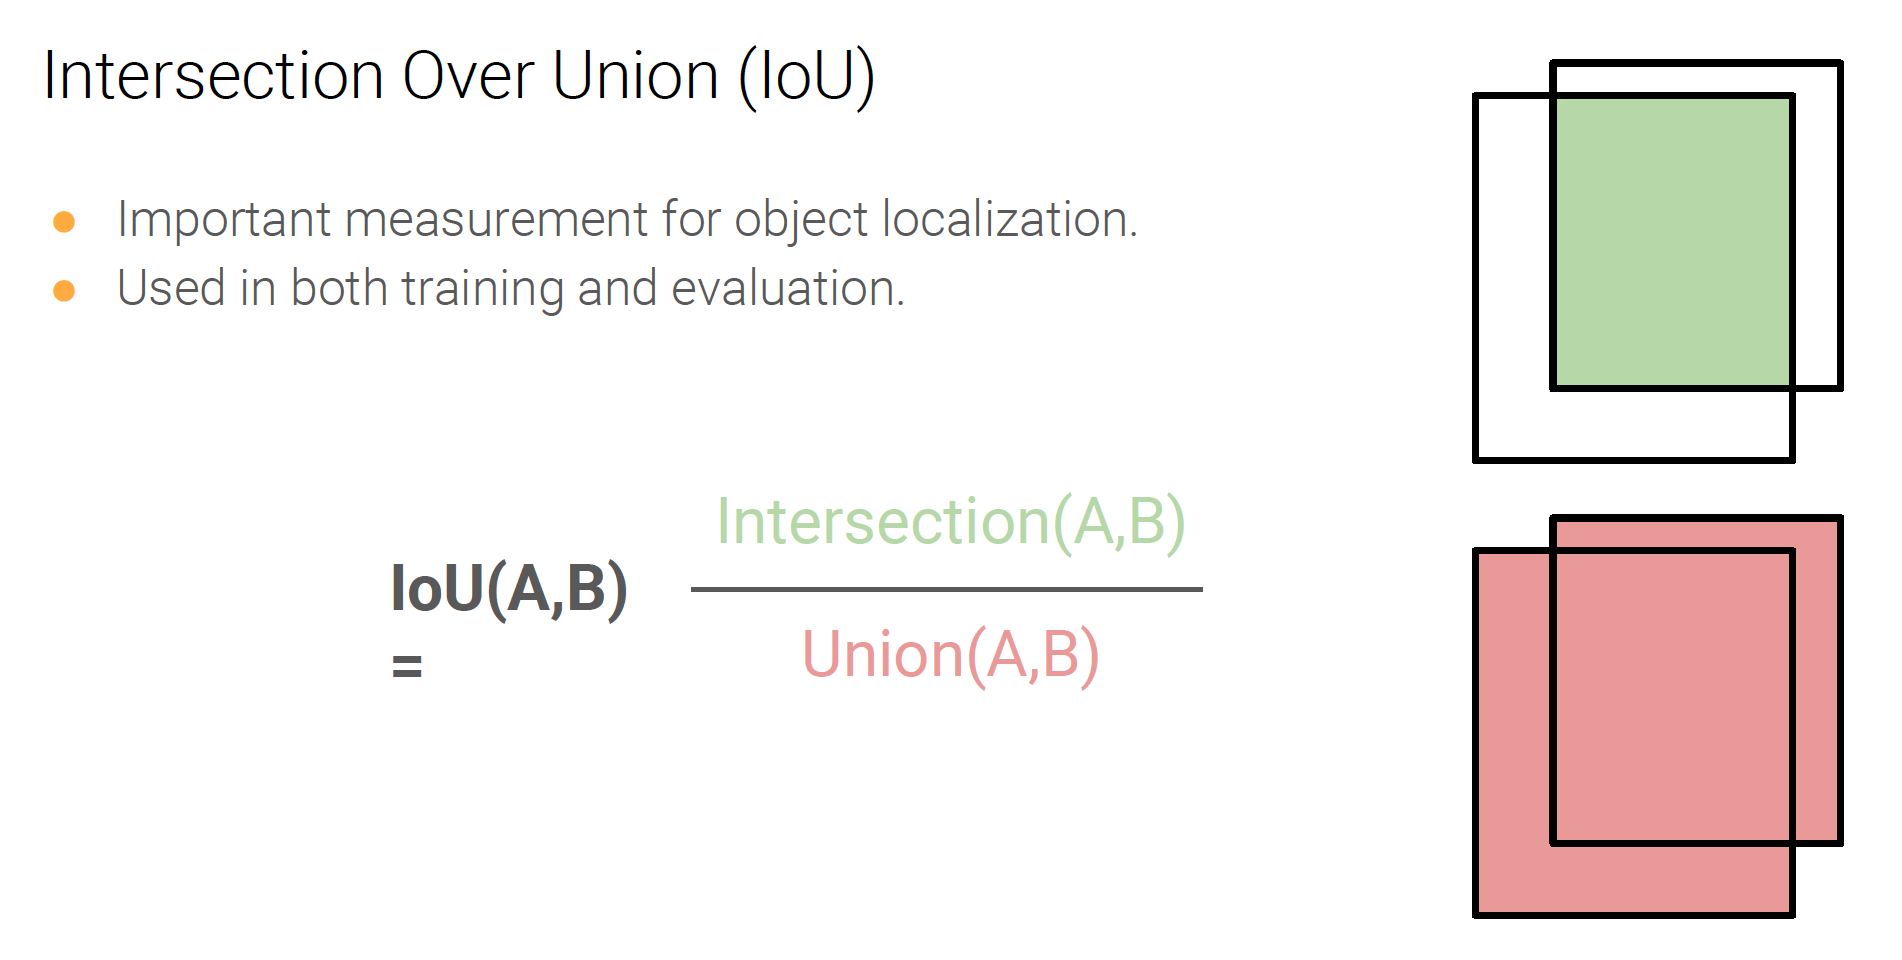 Intersection Over Union (IoU)
● Important measurement for object localization.
● Used in both training and evaluation.
Intersection(A,B)
IoU(A,B)
=
Union(A,B)